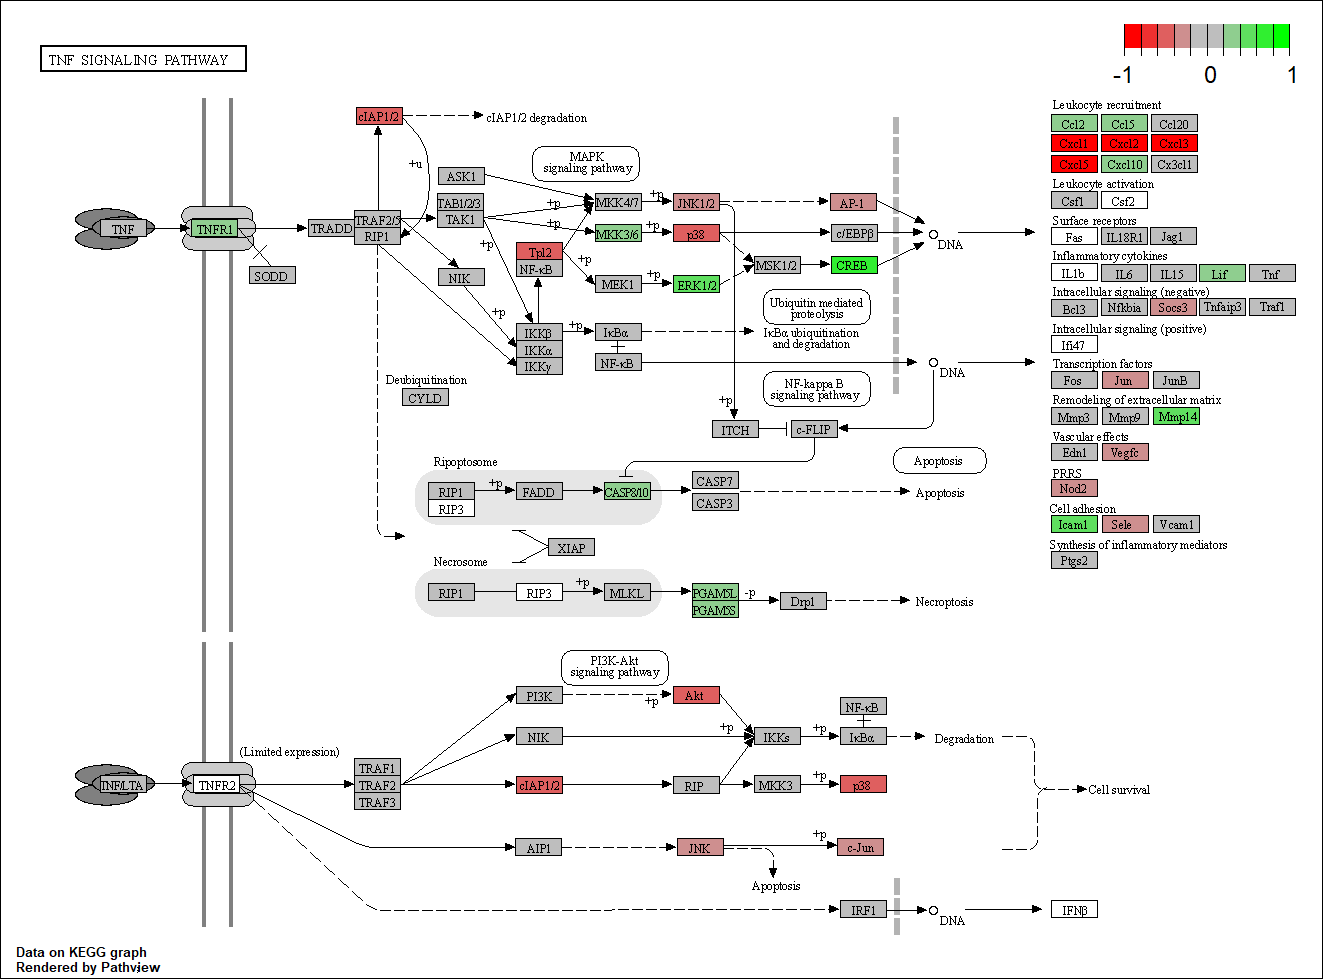 TNF SIGNALING PATHWAY
-1 0 1
cIAP1/2
cIAP1/2 degradation
+u
MAPK
signaling pathway
ASK1
TAB1/2/3
TAK1
MKK4/7
+p
JNK1/2
AP-1
TNF
TNFR1
SODD
TRADD
TRAF2/5
RIP1
+p
+p
MKK3/6
p38
c/EBPβ
DNA
+p
Tpl2
NF-κB
+p
MSK1/2
CREB
NIK
MEK1
+p
ERK1/2
+p
Ubiquitin mediated
proteolysis
IKKβ
IKKα
IKKγ
+p
IκBα
NF-κB
IκBα ubiquitination
and degradation
DNA
Deubiquitination
CYLD
NF-kappa B
signaling pathway
+p
ITCH
c-FLIP
Ripoptosome
Apoptosis
RIP1
RIP3
+p
FADD
CASP8/10
CASP7
CASP3
Apoptosis
XIAP
Necrosome
RIP1
RIP3
+p
MLKL
PGAM5L
PGAM5S
-p
Drp1
Necroptosis
PI3K-Akt
signaling pathway
PI3K
+p
Akt
NF-κB
NIK
+p
IKKs
+p
IκBα
Degradation
(Limited expression)
TNF/LTA
TNFR2
TRAF1
TRAF2
TRAF3
cIAP1/2
RIP
MKK3
+p
p38
Cell survival
AIP1
JNK
+p
c-Jun
Apoptosis
IRF1
DNA
IFNβ
Leukocyte recruitment
Ccl2 Ccl5 Ccl20
Cxcl1 Cxcl2 Cxcl3
Cxcl5 Cxcl10 Cx3cl1
Leukocyte activation
Csf1 Csf2
Surface receptors
Fas IL18R1 Jag1
Inflammatory cytokines
IL1b IL6 IL15 Lif Tnf
Intracellular signaling (negative)
Bcl3 Nfkbia Socs3 Tnfaip3 Traf1
Intracellular signaling (positive)
Ifi47
Transcription factors
Fos Jun JunB
Remodeling of extracellular matrix
Mmp3 Mmp9 Mmp14
Vascular effects
Edn1 Vegfc
PRRS
Nod2
Cell adhesion
Icam1 Sele Vcam1
Synthesis of inflammatory mediators
Ptgs2
Data on KEGG graph
Rendered by Pathview